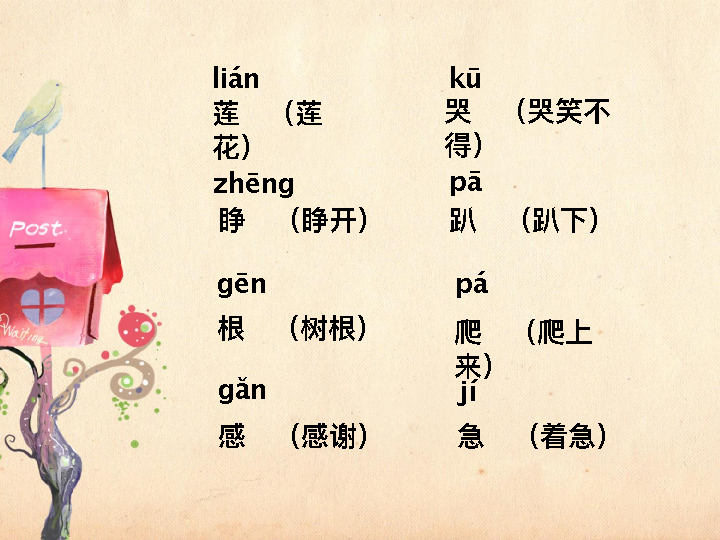 lián
莲 （莲
花）
zhēng
睁 （睁开）
gēn
根 （树根）
gǎn
感 （感谢）
kū
哭 （哭笑不
得）
pā
趴 （趴下）
pá
爬 （爬上
来）
jí
急 （着急）
Post
Waiting